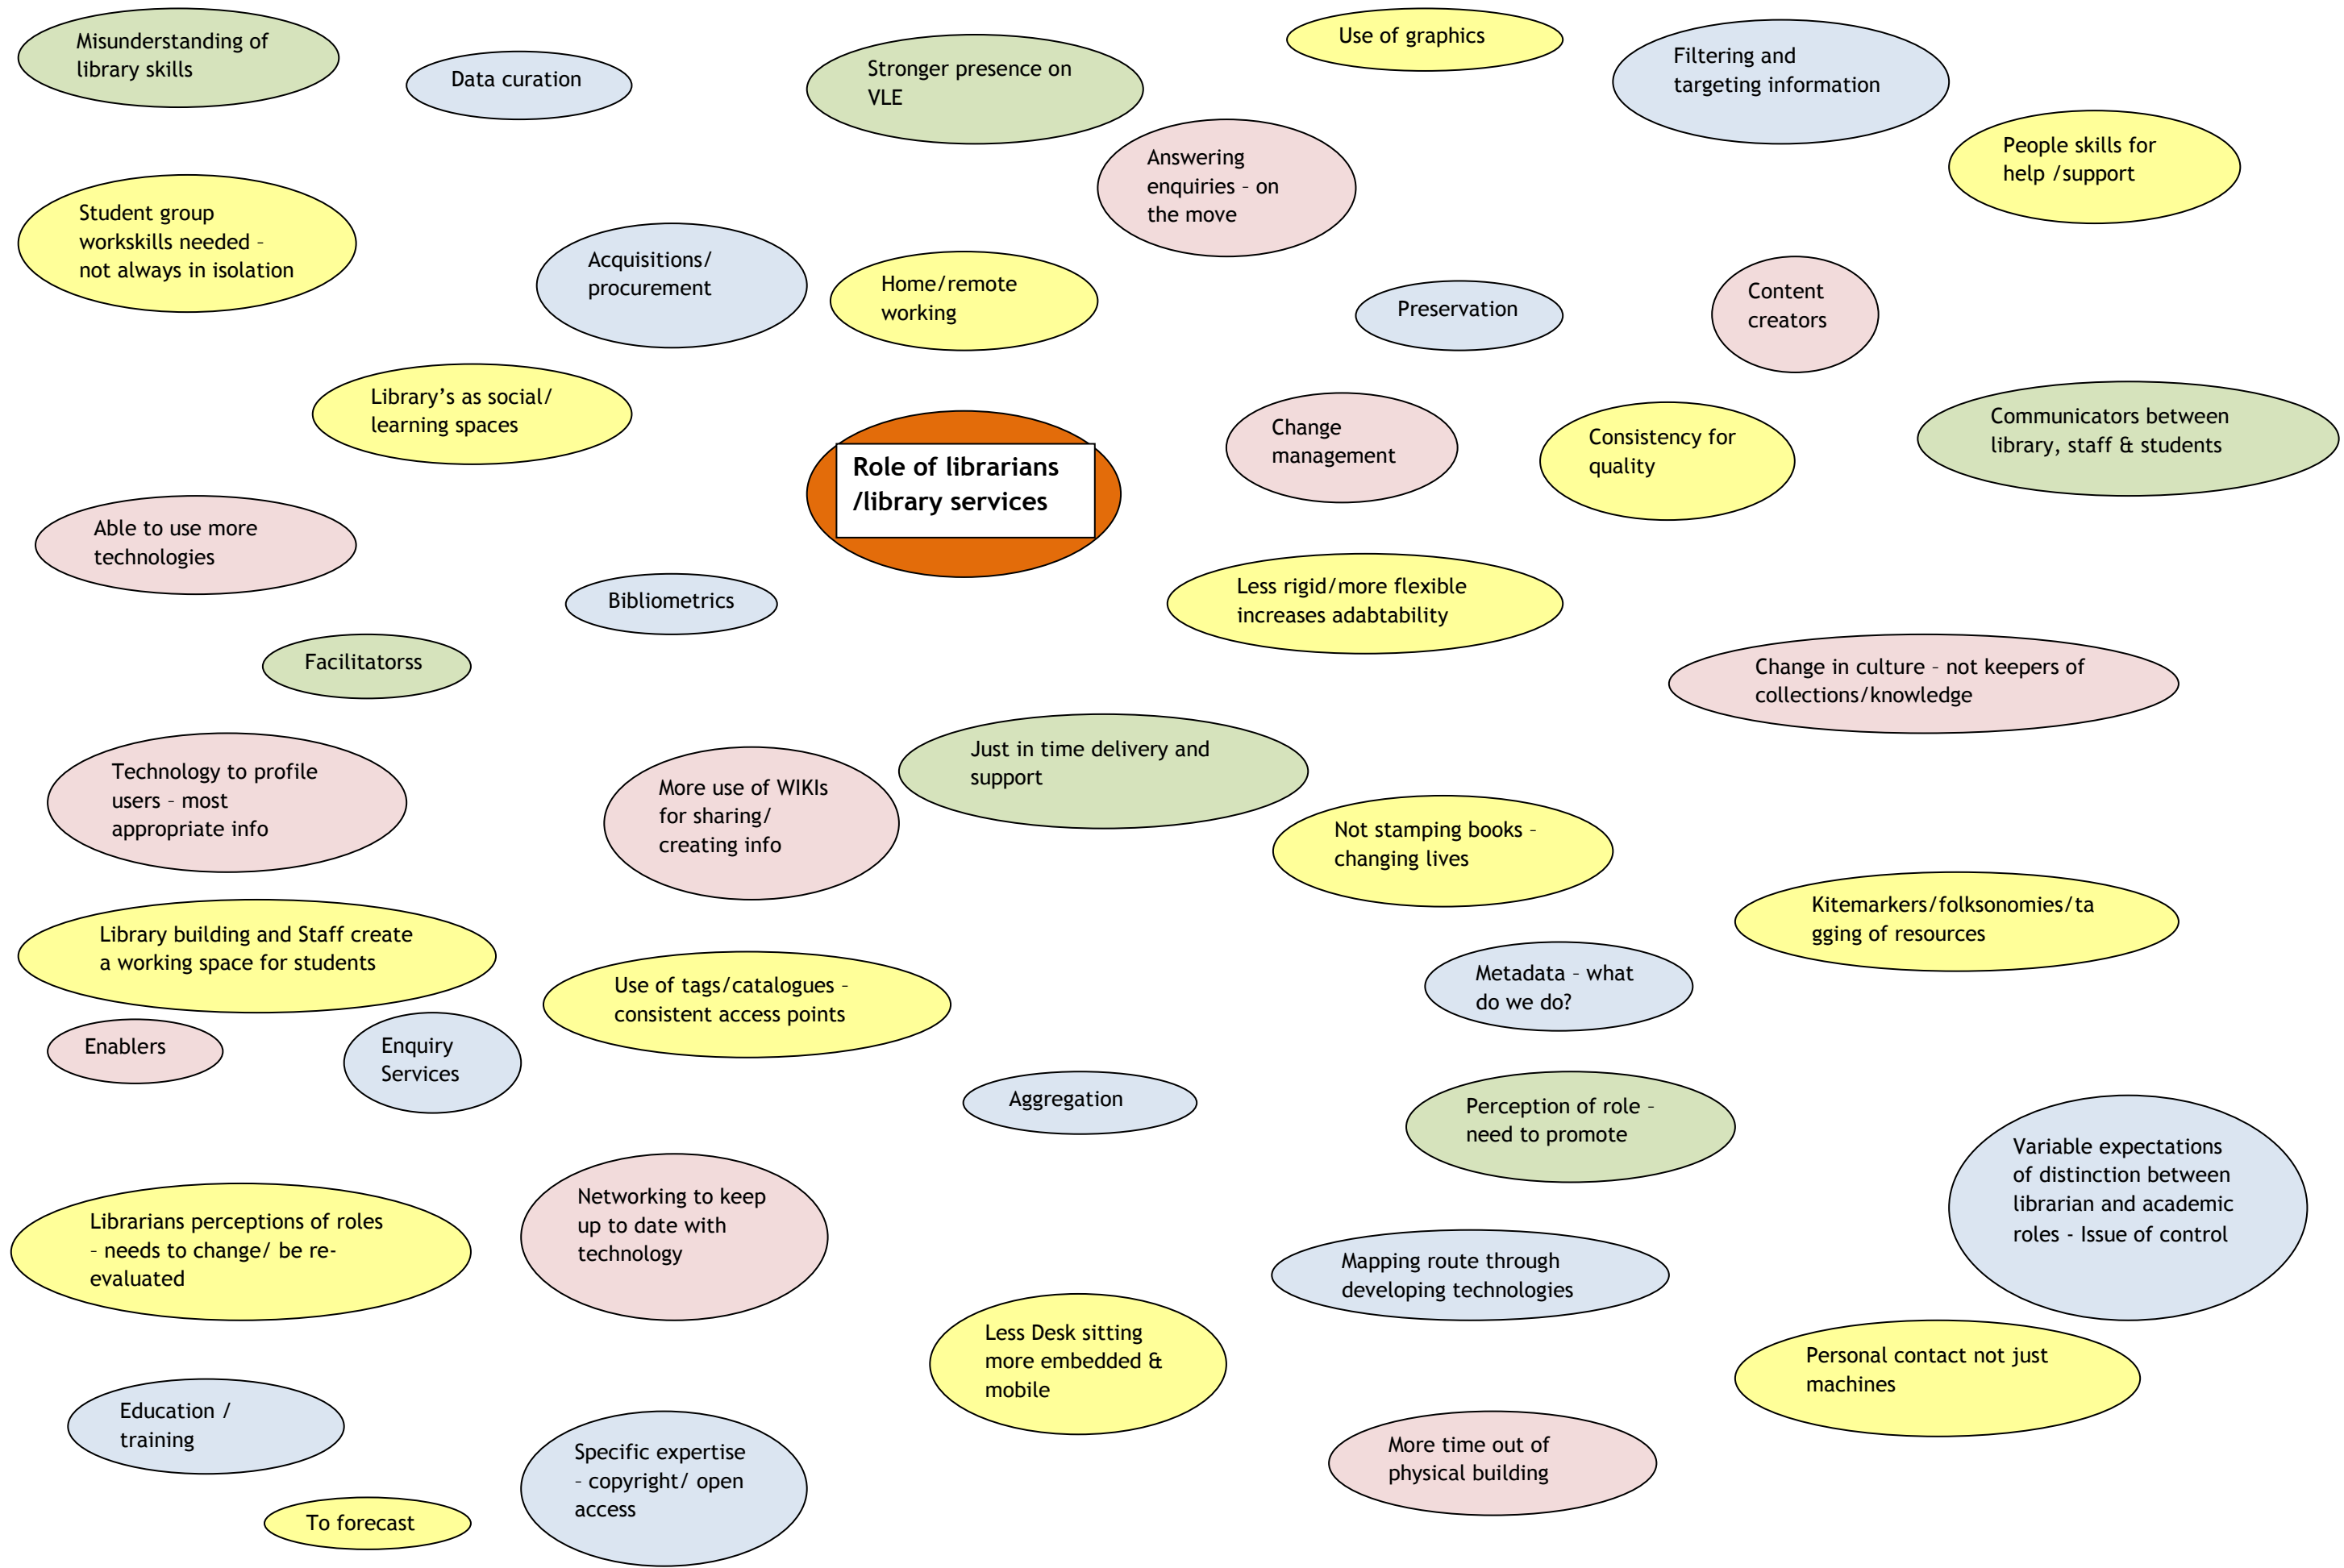 Misunderstanding of
library skills
Data curation
Stronger presence on
VLE
Use of graphics
Filtering and
targeting information
People skills for
help /support
Answering
enquiries – on
the move
Student group
workskills needed –
not always in isolation
Acquisitions/
procurement
Home/remote
working
Preservation
Content
creators
Library’s as social/
learning spaces
Role of librarians
/library services
Change
management
Consistency for
quality
Communicators between
library, staff & students
Able to use more
technologies
Bibliometrics
Less rigid/more flexible
increases adabtability
Facilitatorss
Change in culture – not keepers of
collections/knowledge
Technology to profile
users – most
appropriate info
More use of WIKIs
for sharing/
creating info
Just in time delivery and
support
Not stamping books –
changing lives
Kitemarkers/folksonomies/ta
gging of resources
Library building and Staff create
a working space for students
Use of tags/catalogues –
consistent access points
Metadata – what
do we do?
Enablers
Enquiry
Services
Aggregation
Perception of role –
need to promote
Variable expectations
of distinction between
librarian and academic
roles - Issue of control
Librarians perceptions of roles
– needs to change/ be re-
evaluated
Networking to keep
up to date with
technology
Mapping route through
developing technologies
Less Desk sitting
more embedded &
mobile
Personal contact not just
machines
Education /
training
Specific expertise
– copyright/ open
access
More time out of
physical building
To forecast